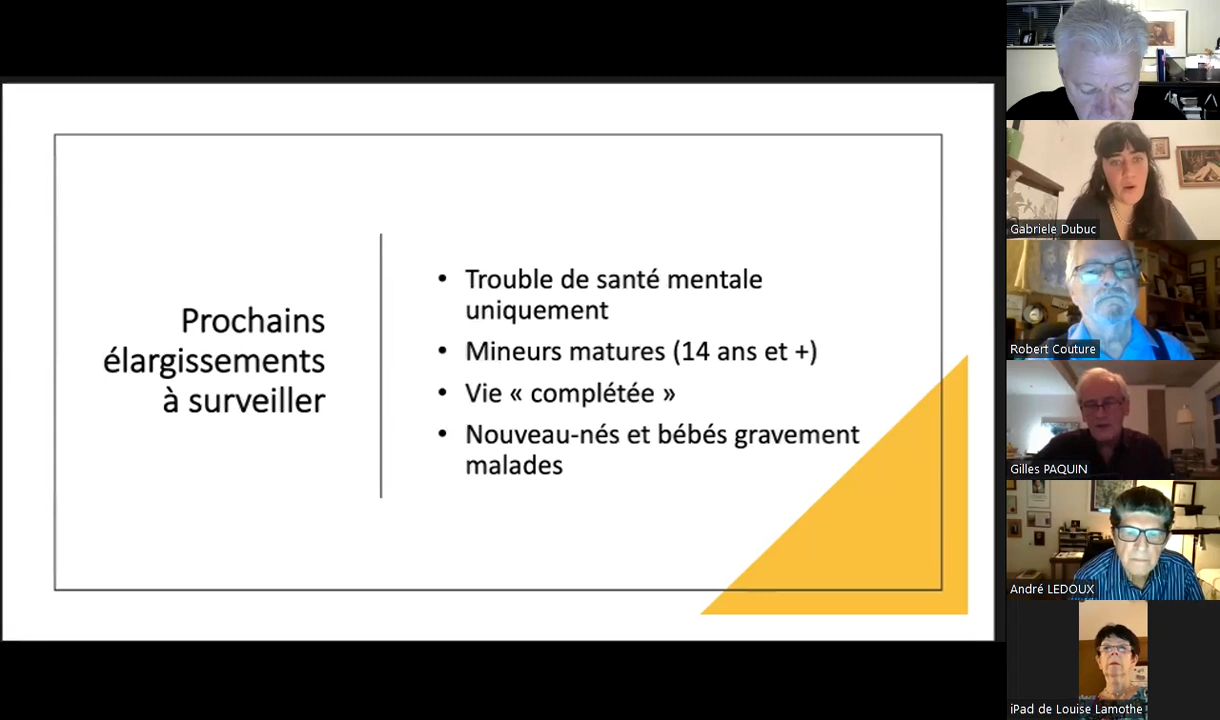 Prochains
élargissements
à surveiller
• Trouble de santé mentale
uniquement
• Mineurs matures (14 ans et +)
• Vie « complétée »
• Nouveau-nés et bébés gravement
malades
Gabriele Dubuc
Robert Couture
Gilles PAQUIN
André LEDOUX
iPad de Louise Lamothe